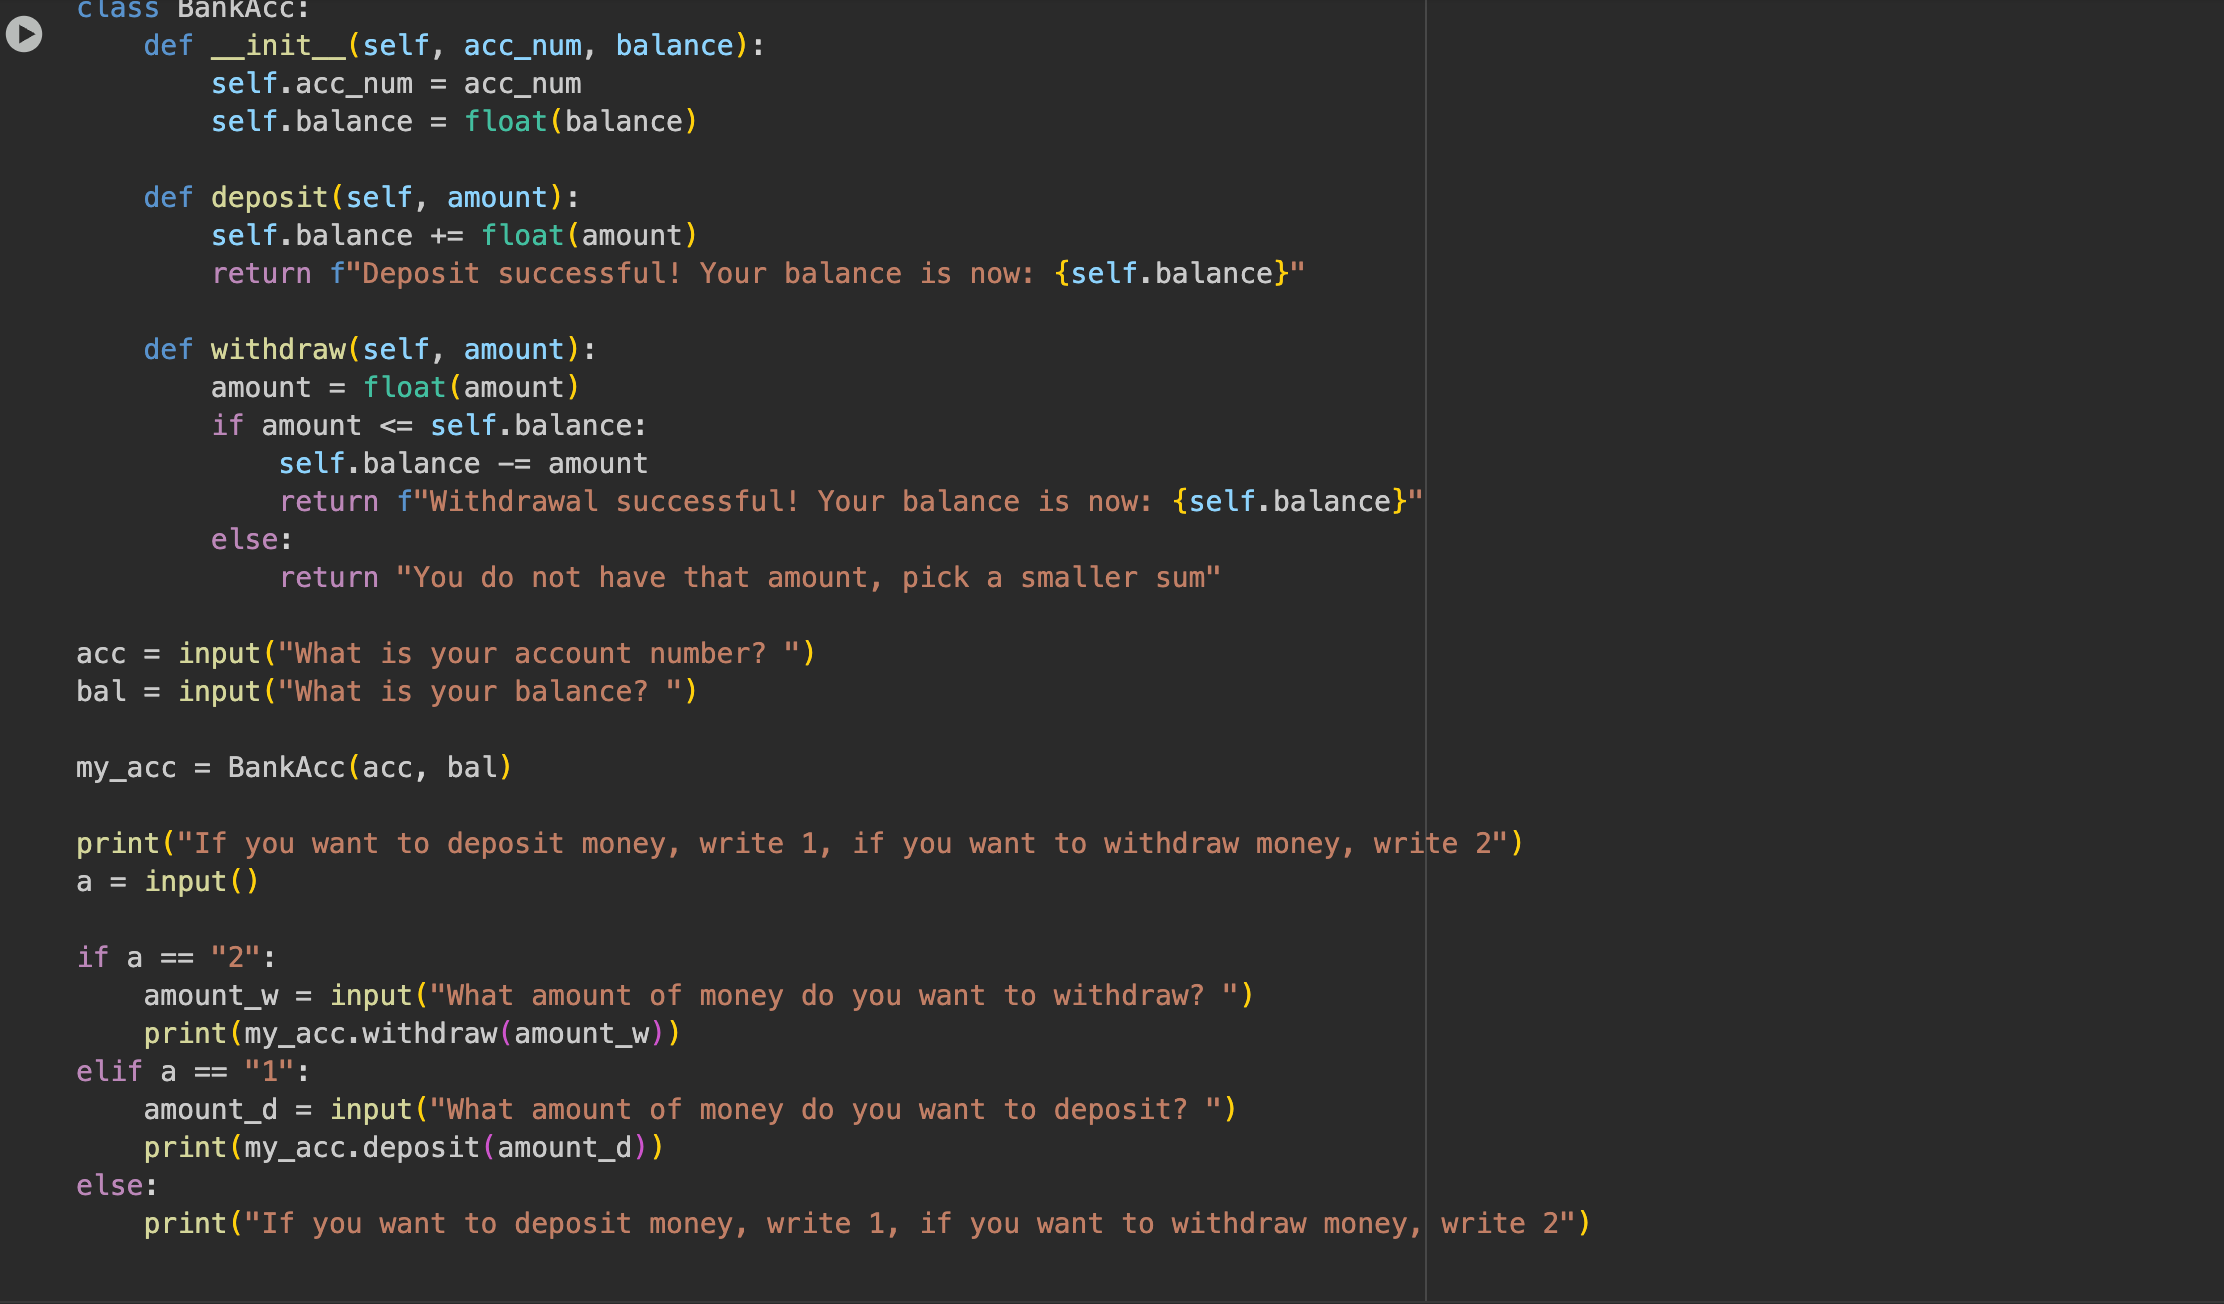 class BankAcc:
    def __init__(self, acc_num, balance):
        self.acc_num = acc_num
        self.balance = float(balance)

    def deposit(self, amount):
        self.balance += float(amount)
        return f"Deposit successful! Your balance is now: {self.balance}"

    def withdraw(self, amount):
        amount = float(amount)
        if amount <= self.balance:
            self.balance -= amount
            return f"Withdrawal successful! Your balance is now: {self.balance}"
        else:
            return "You do not have that amount, pick a smaller sum"

acc = input("What is your account number? ")
bal = input("What is your balance? ")

my_acc = BankAcc(acc, bal)

print("If you want to deposit money, write 1, if you want to withdraw money, write 2")
a = input()

if a == "2":
    amount_w = input("What amount of money do you want to withdraw? ")
    print(my_acc.withdraw(amount_w))
elif a == "1":
    amount_d = input("What amount of money do you want to deposit? ")
    print(my_acc.deposit(amount_d))
else:
    print("If you want to deposit money, write 1, if you want to withdraw money, write 2")